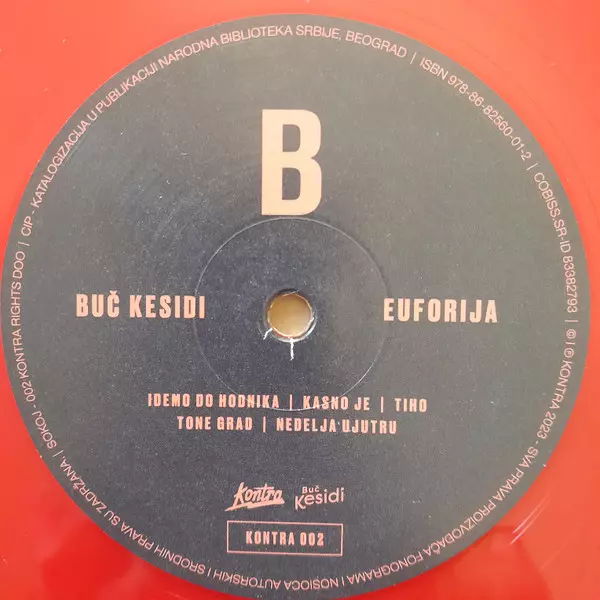 B
BUČ KESIDI
EUFORIJA
IDEMO DO HODNIKA | KASNO JE | TIHO
TONE GRAD | NEDELJA UJUTRU
Kontra
Buč
Kesidi
KONTRA 002
SOKOJ - 002 KONTRA RIGHTS DOO | CIP - KATALOGIZACIJA U PUBLIKACIJI NARODNA BIBLIOTEKA SRBIJE, BEOGRAD | ISBN 978-86-82560-01-2 | COBISS.SR-ID 83382793 | © I ℗ KONTRA 2023 - SVA PRAVA PROIZVOĐAČA FONOGRAMA I NOSIOCA AUTORSKIH I SRODNIH PRAVA SU ZADRŽANA. |